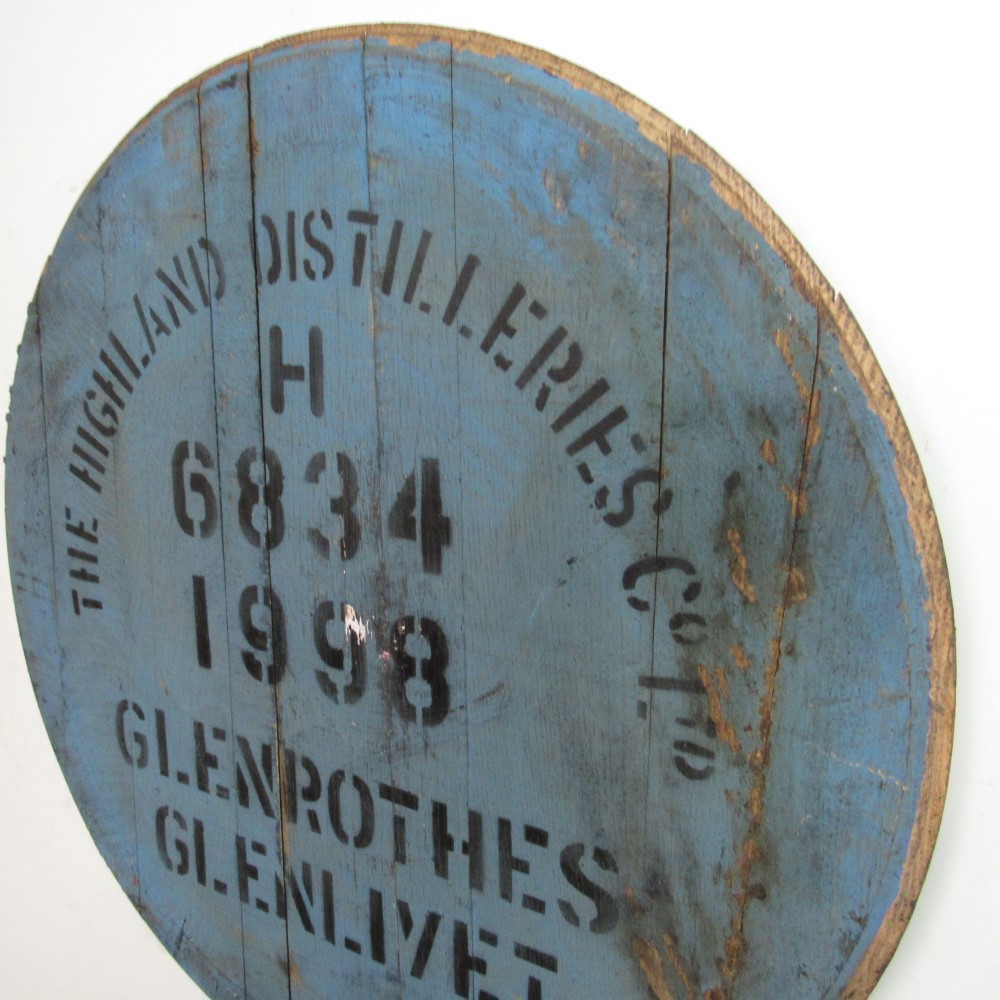 THE HIGHLAND DISTILLERIES Co LTD
H
6834
1998
GLENROTHES
GLENLIVET